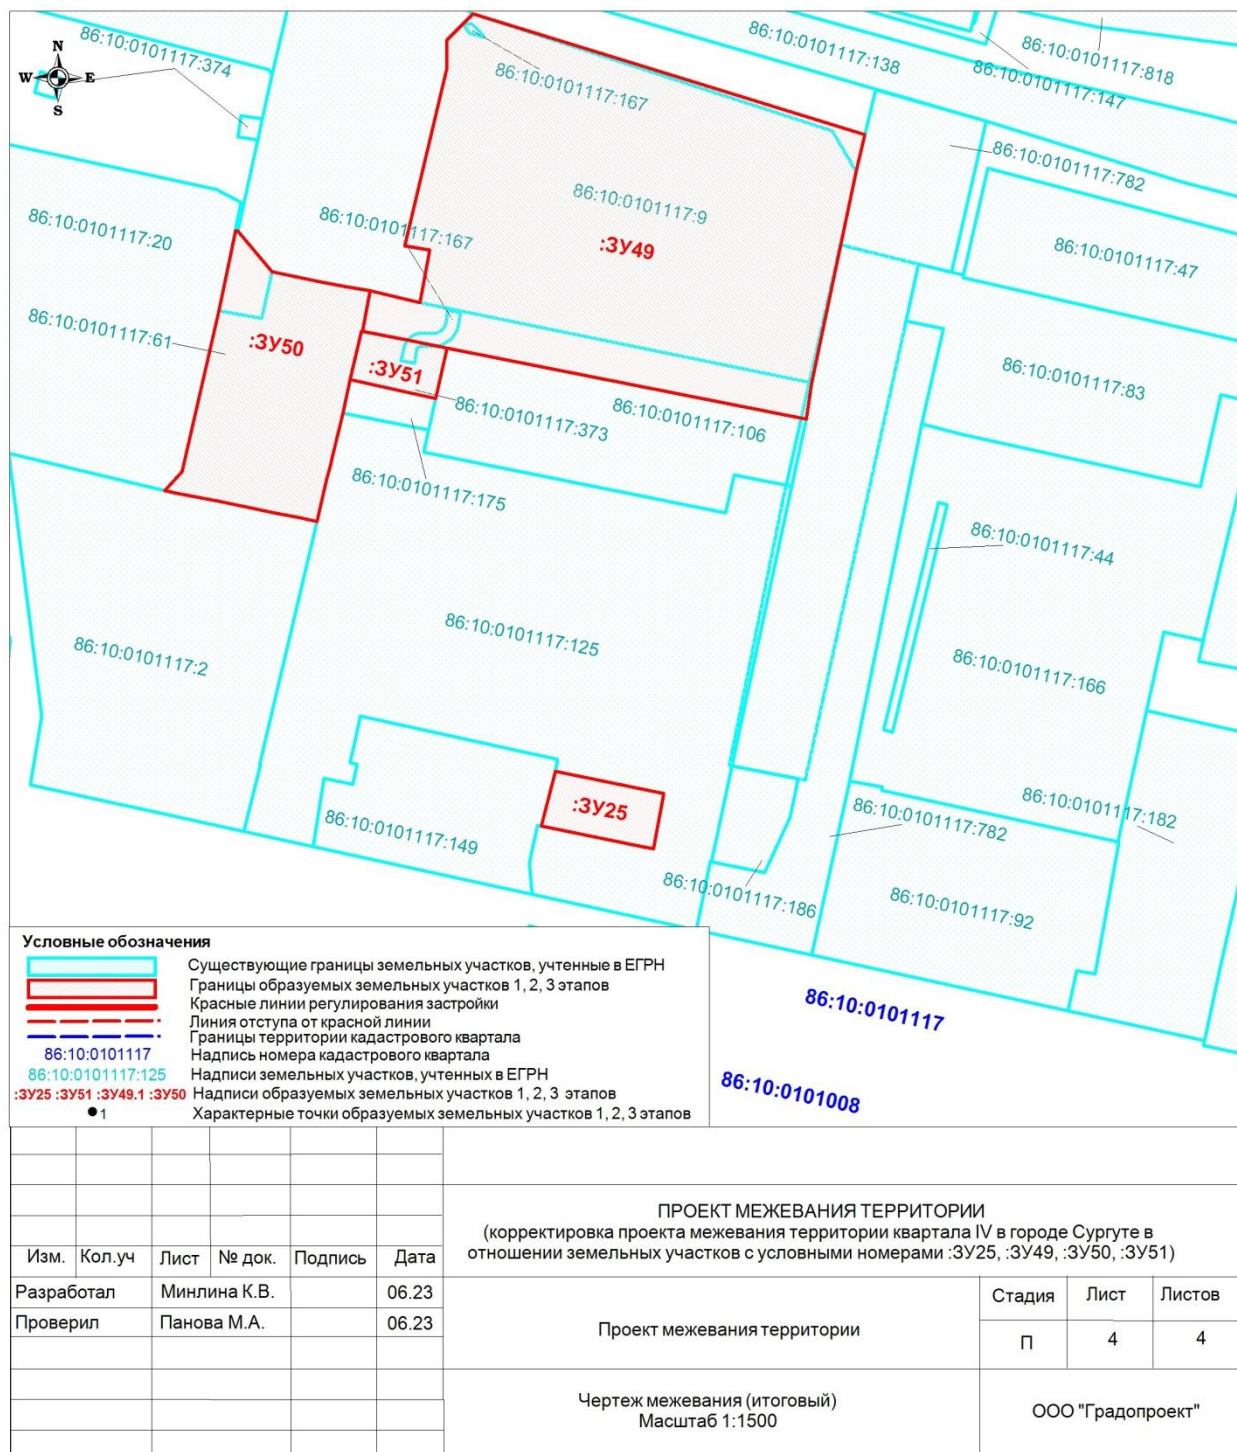 86:10:0101117:374
N
W E
S
86:10:0101117:167
86:10:0101117:138
86:10:0101117:818
86:10:0101117:147
86:10:0101117:782
86:10:0101117:20
86:10:0101117:167
86:10:0101117:9
:ЗУ49
86:10:0101117:47
86:10:0101117:61
:ЗУ50
:ЗУ51
86:10:0101117:373
86:10:0101117:106
86:10:0101117:83
86:10:0101117:175
86:10:0101117:44
86:10:0101117:2
86:10:0101117:125
86:10:0101117:166
:ЗУ25
86:10:0101117:149
86:10:0101117:782
86:10:0101117:182
86:10:0101117:186
86:10:0101117:92
86:10:0101117
86:10:0101008
Условные обозначения
Существующие границы земельных участков, учтенные в ЕГРН
Границы образуемых земельных участков 1, 2, 3 этапов
Красные линии регулирования застройки
Линия отступа от красной линии
Границы территории кадастрового квартала
86:10:0101117 Надпись номера кадастрового квартала
86:10:0101117:125 Надписи земельных участков, учтенных в ЕГРН
:ЗУ25 :ЗУ51 :ЗУ49.1 :ЗУ50 Надписи образуемых земельных участков 1, 2, 3 этапов
1 Характерные точки образуемых земельных участков 1, 2, 3 этапов
ПРОЕКТ МЕЖЕВАНИЯ ТЕРРИТОРИИ
(корректировка проекта межевания территории квартала IV в городе Сургуте в
отношении земельных участков с условными номерами :ЗУ25, :ЗУ49, :ЗУ50, :ЗУ51)
Изм. Кол.уч Лист № док. Подпись Дата
Разработал Минлина К.В. 06.23
Проверил Панова М.А. 06.23
Проект межевания территории
Стадия Лист Листов
П 4 4
Чертеж межевания (итоговый)
Масштаб 1:1500
ООО "Градопроект"